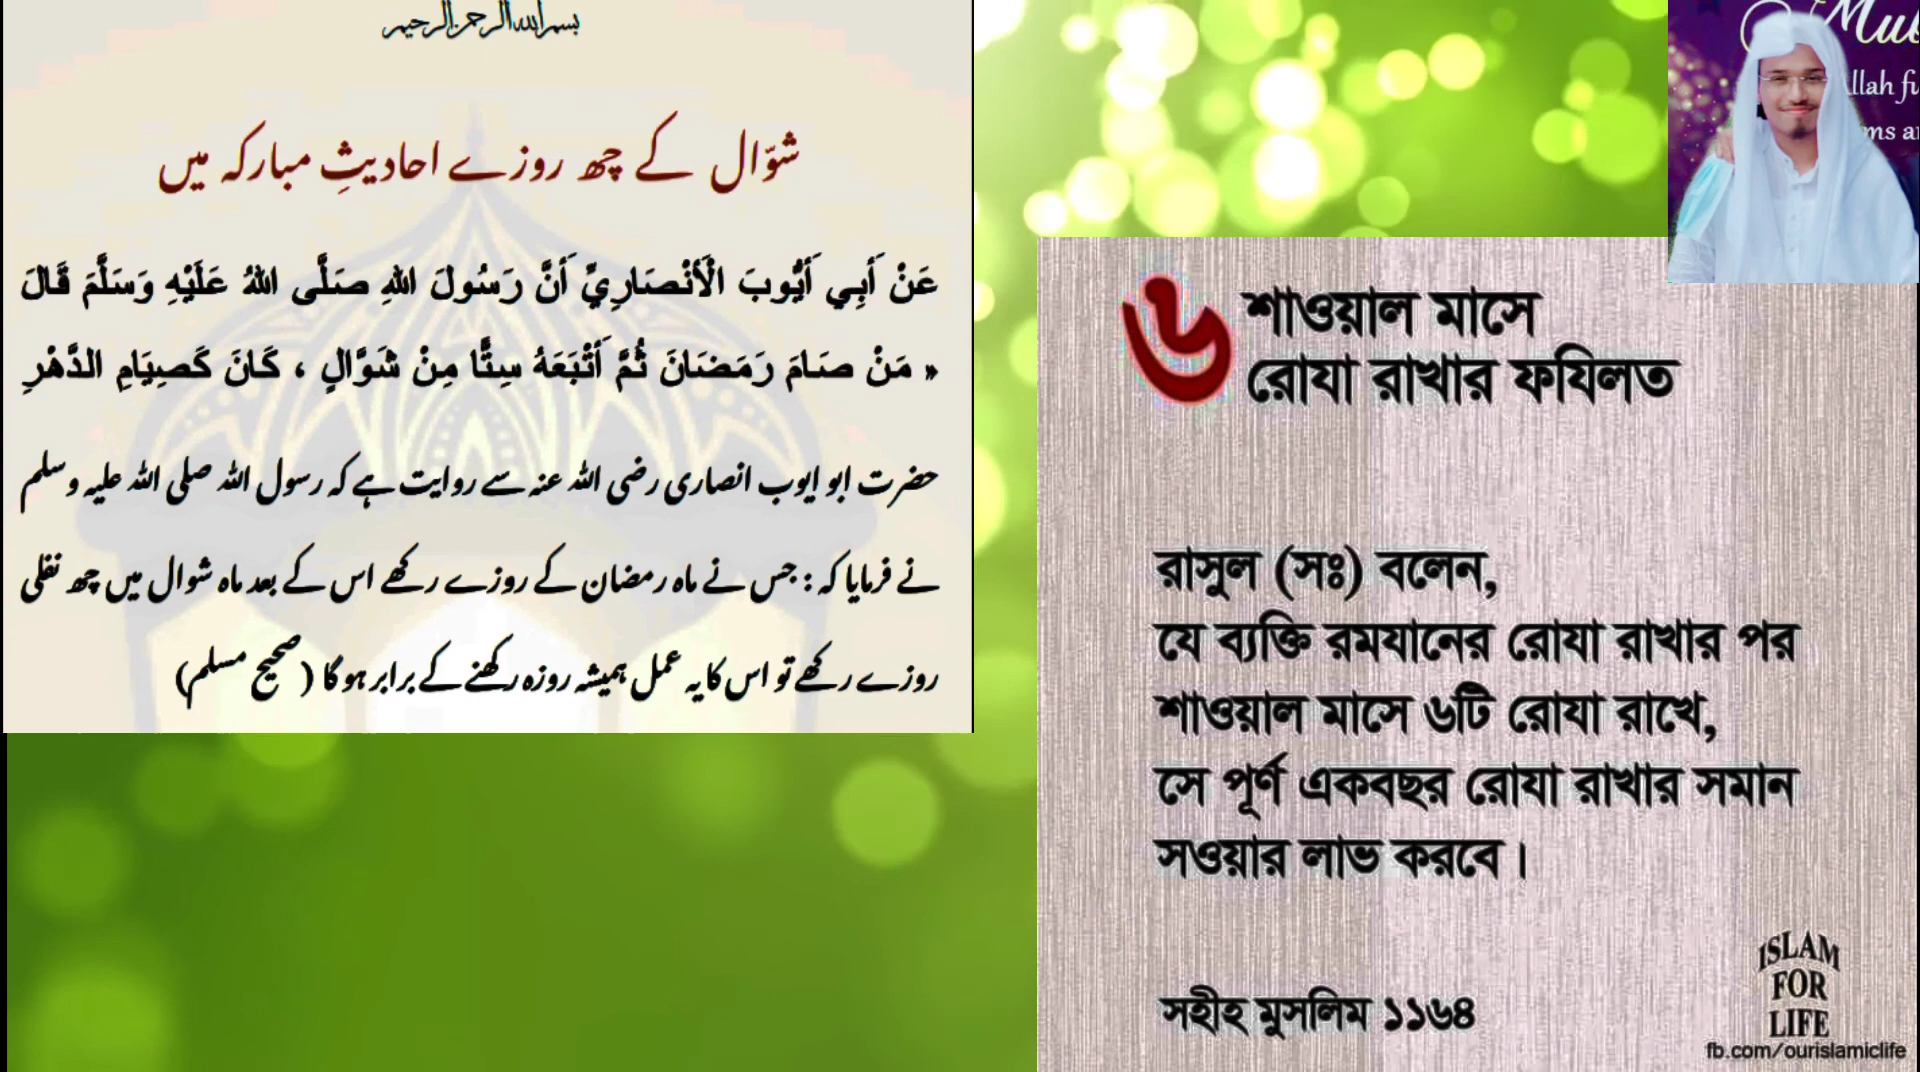 بسم اللہ الرحمن الرحیم
شوّال کے چھ روزے احادیثِ مبارکہ میں
عَنْ أَبِي أَيُّوبَ الْأَنْصَارِيِّ أَنَّ رَسُولَ اللهِ صَلَّى اللهُ عَلَيْهِ وَسَلَّمَ قَالَ
« مَنْ صَامَ رَمَضَانَ ثُمَّ أَتْبَعَهُ سِتًّا مِنْ شَوَّالٍ ، كَانَ كَصِيَامِ الدَّهْرِ
حضرت ابو ایوب انصاری رضی اللہ عنہ سے روایت ہے کہ رسول اللہ صلی اللہ علیہ وسلم
نے فرمایا کہ : جس نے ماہ رمضان کے روزے رکھے اس کے بعد ماہ شوال میں چھ نفلی
روزے رکھے تو اس کا یہ عمل ہمیشہ روزہ رکھنے کے برابر ہوگا (صحیح مسلم)
llah fu
ms an
৬ শাওয়াল মাসে
রোযা রাখার ফযিলত
রাসুল (সঃ) বলেন,
যে ব্যক্তি রমযানের রোযা রাখার পর
শাওয়াল মাসে ৬টি রোযা রাখে,
সে পূর্ণ একবছর রোযা রাখার সমান
সওয়ার লাভ করবে।
সহীহ মুসলিম ১১৬৪
ISLAM
FOR
LIFE
fb.com/ourislamiclife